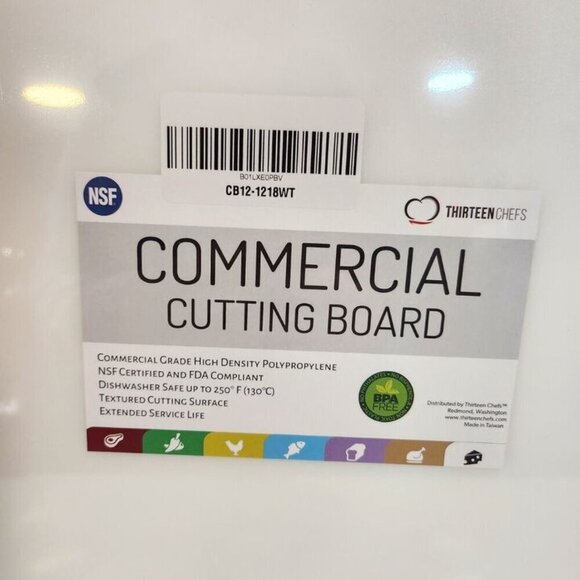 B01LXE0PBV
CB12-1218WT
NSF
THIRTEEN CHEFS
COMMERCIAL
CUTTING BOARD
COMMERCIAL GRADE HIGH DENSITY POLYPROPYLENE
NSF CERTIFIED AND FDA COMPLIANT
DISHWASHER SAFE UP TO 250° F (130°C)
TEXTURED CUTTING SURFACE
EXTENDED SERVICE LIFE
BPA
FREE
Distributed by Thirteen Chefs™
Redmond, Washington
www.thirteenchefs.com
Made in Taiwan